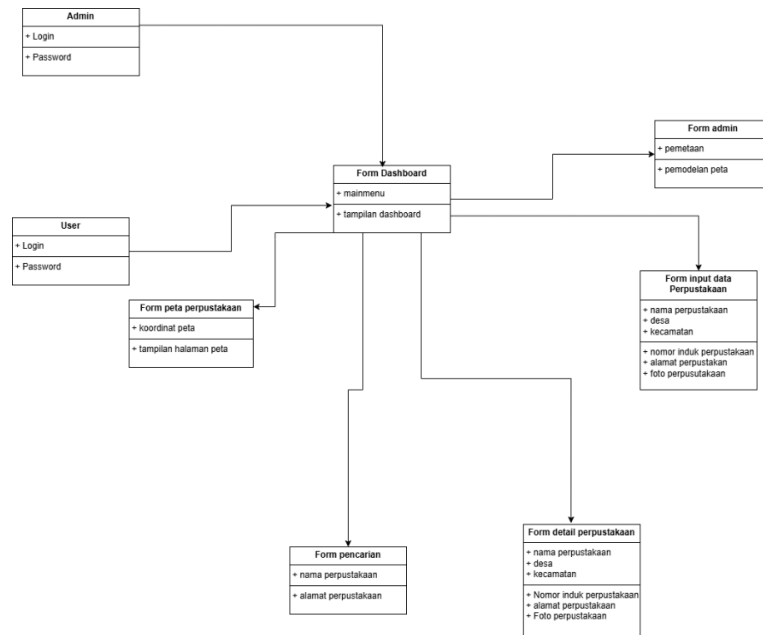 Admin
+ Login
+ Password
Form admin
+ pemetaan
+ pemodelan peta
Form Dashboard
+ mainmenu
+ tampilan dashboard
User
+ Login
+ Password
Form input data
Perpustakaan
+ nama perpustakaan
+ desa
+ kecamatan
+ nomor induk perpustakaan
+ alamat perpustakan
+ foto perpusutakaan
Form peta perpustakaan
+ koordinat peta
+ tampilan halaman peta
Form pencarian
+ nama perpustakaan
+ alamat perpustakaan
Form detail perpustakaan
+ nama perpustakaan
+ desa
+ kecamatan
+ Nomor induk perpustakaan
+ alamat perpustakaan
+ Foto perpustakaan